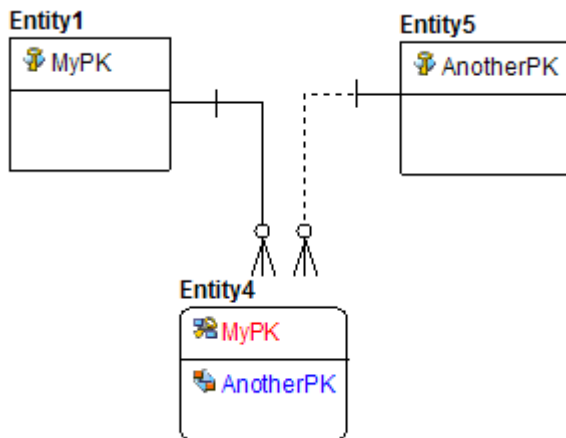 Entity1
MyPK
Entity5
AnotherPK
Entity4
MyPK
AnotherPK